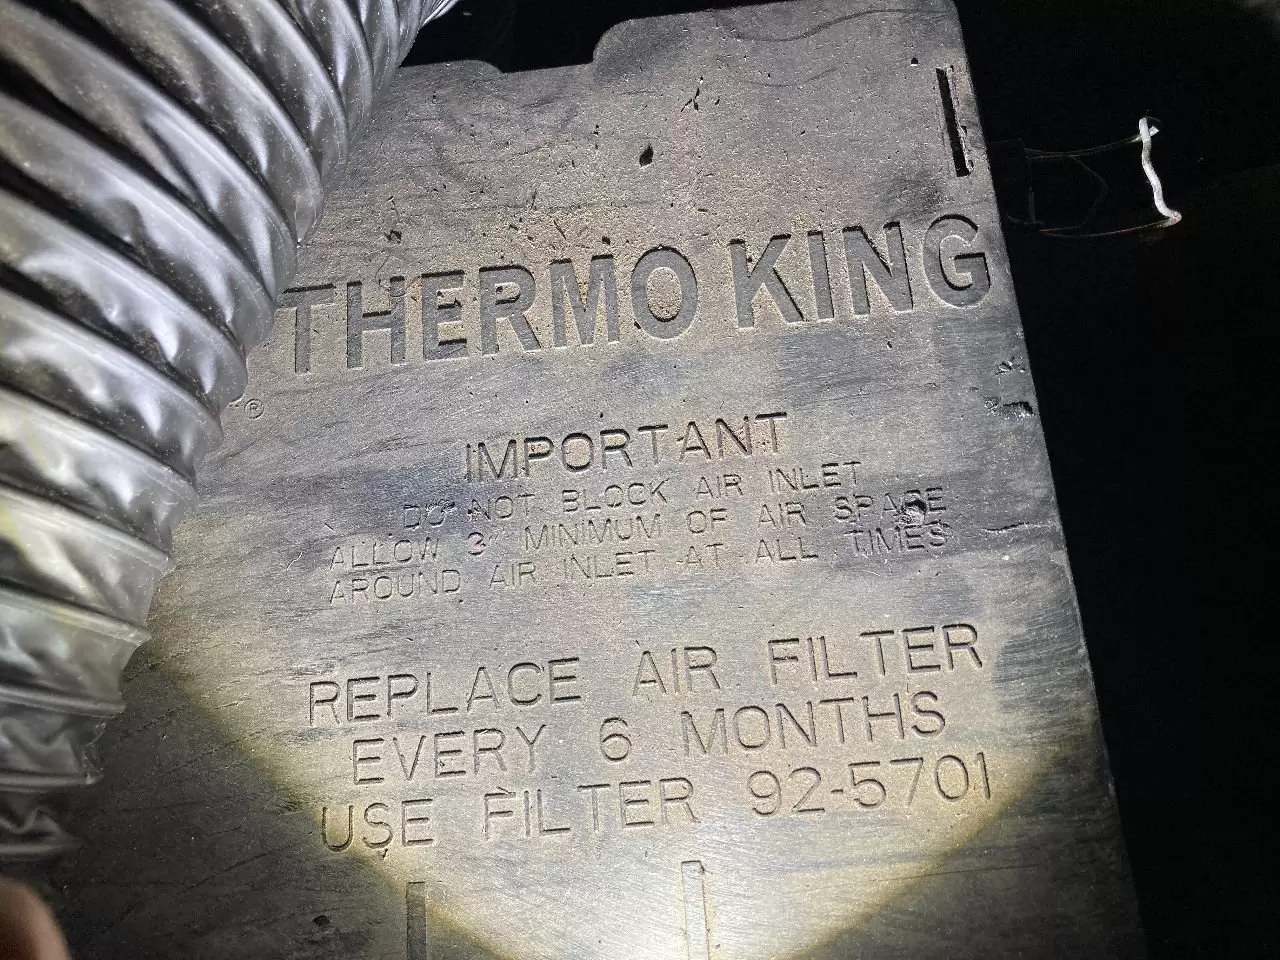 THERMO KING
®
IMPORTANT
DO NOT BLOCK AIR INLET
ALLOW 3" MINIMUM OF AIR SPACE
AROUND AIR INLET AT ALL TIMES
REPLACE AIR FILTER
EVERY 6 MONTHS
USE FILTER 92-5701